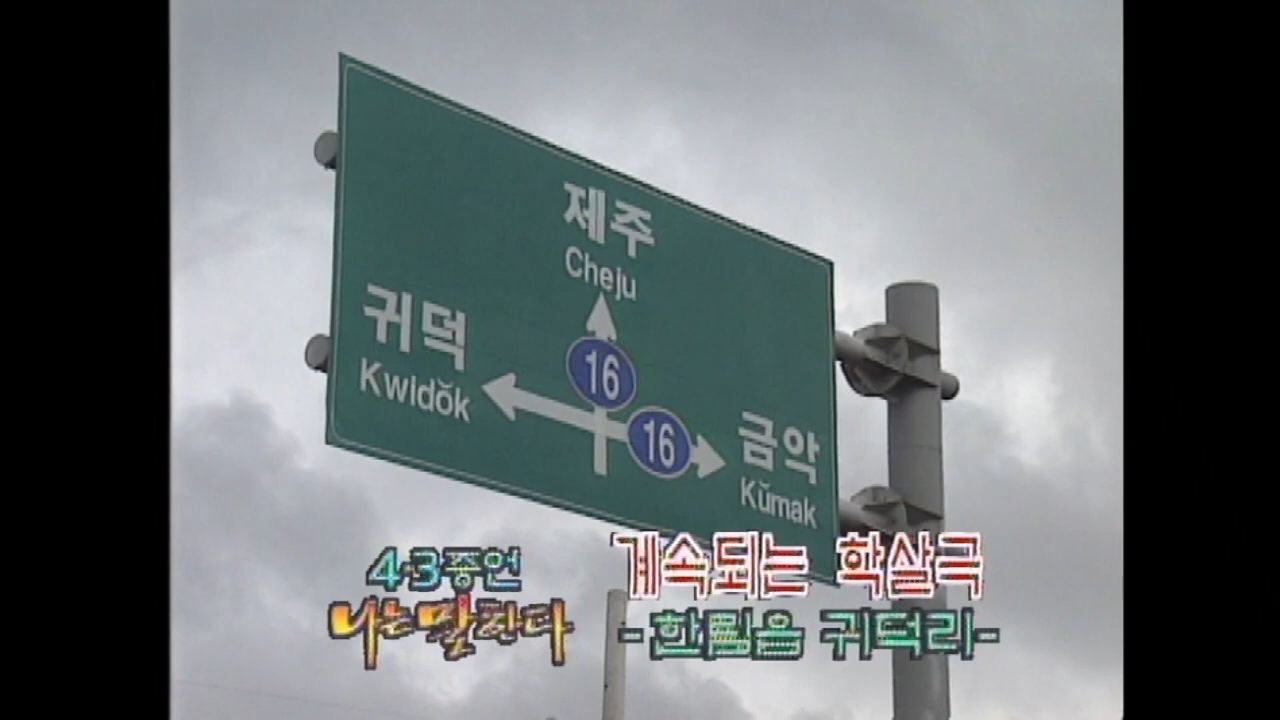 제주
Cheju
귀덕
Kwidŏk
16
16
금악
Kŭmak
4·3증언
나는 말한다
계속되는 학살극
-한림읍 귀덕리-